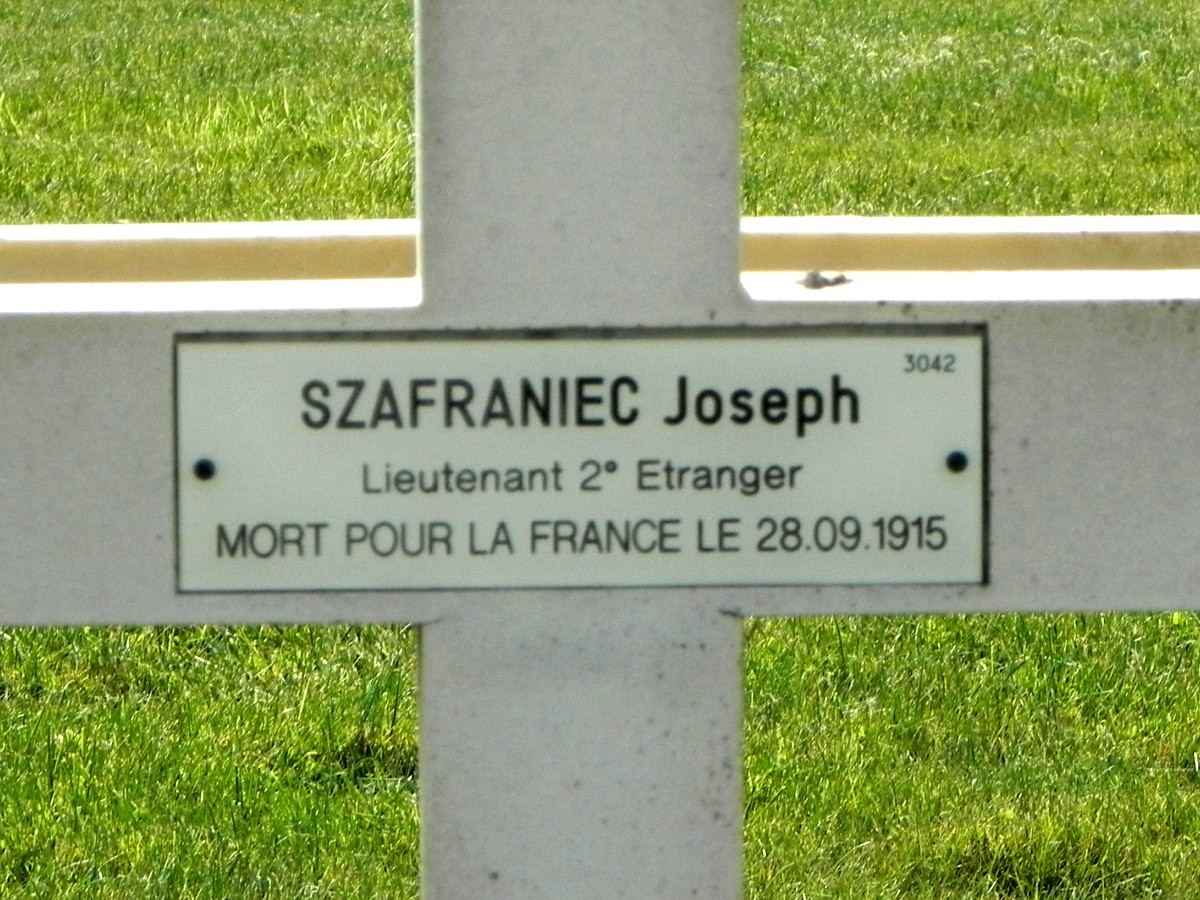 3042
SZAFRANIEC Joseph
Lieutenant 2° Etranger
MORT POUR LA FRANCE LE 28.09.1915